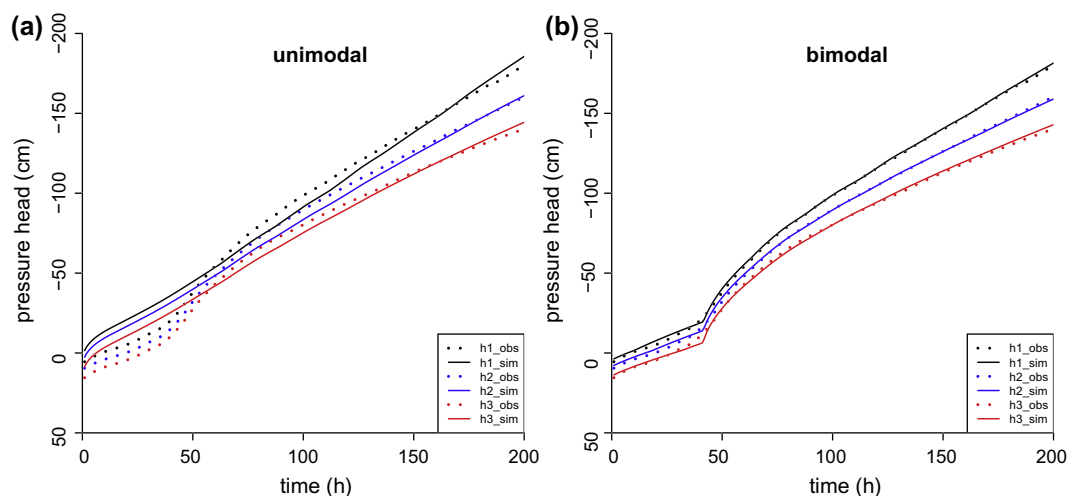 (a)
unimodal
pressure head (cm)
-200
-150
-100
-50
0
50
0
50
100
150
200
time (h)
h1_obs
h1_sim
h2_obs
h2_sim
h3_obs
h3_sim
(b)
bimodal
pressure head (cm)
-200
-150
-100
-50
0
50
0
50
100
150
200
time (h)
h1_obs
h1_sim
h2_obs
h2_sim
h3_obs
h3_sim